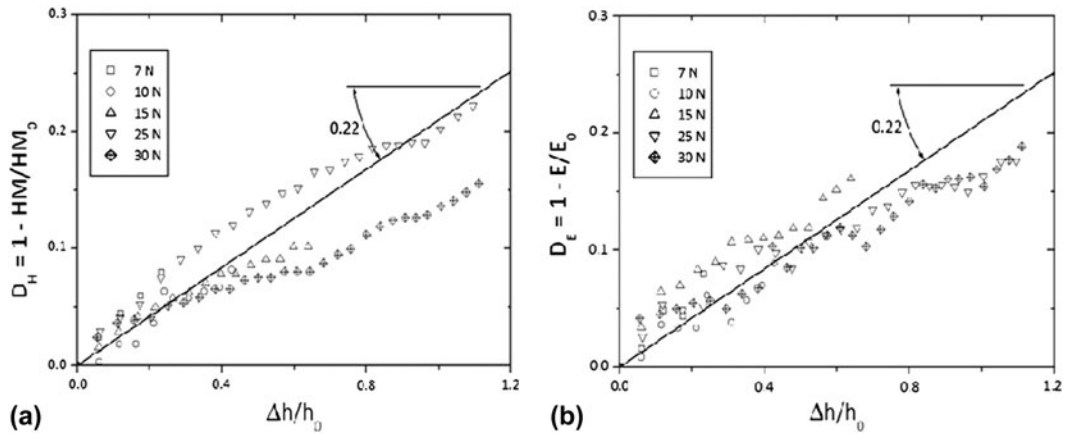 0.3
0.2
0.1
0.0
0.0
0.4
0.8
1.2
D_H = 1 - HM/HM_0
Δh/h_0
7 N
10 N
15 N
25 N
30 N
0.22
(a)
0.3
0.2
0.1
0.0
0.0
0.4
0.8
1.2
D_E = 1 - E/E_0
Δh/h_0
7 N
10 N
15 N
25 N
30 N
0.22
(b)